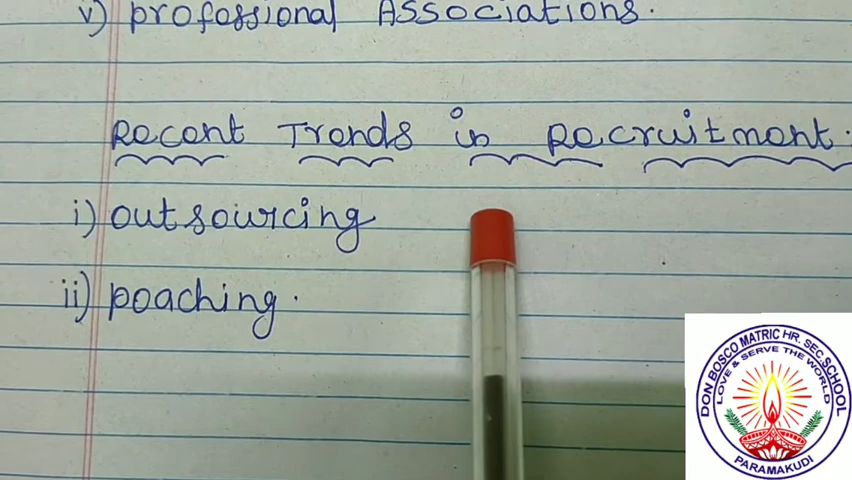 v) profossional Associations.
Recent Trends in Recruitment.
i) outsourcing
ii) poaching.
DON BOSCO MATRIC HR. SEC. SCHOOL
LOVE & SERVE THE WORLD
PARAMAKUDI